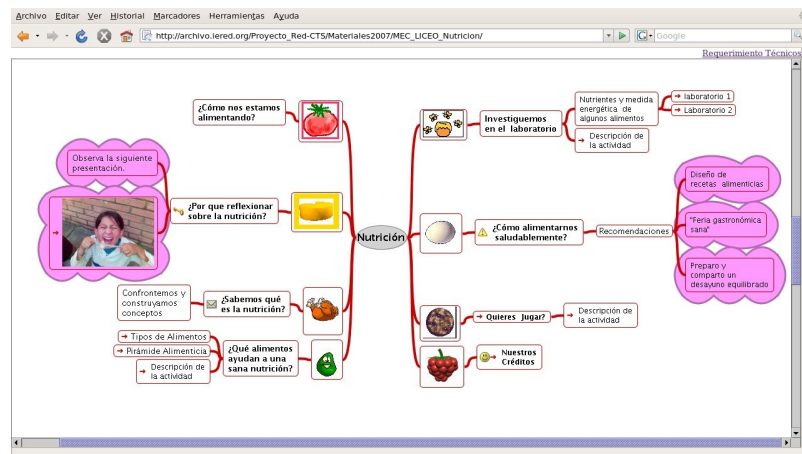 Archivo Editar Ver Historial Marcadores Herramientas Ayuda
http://archivo.iered.org/Proyecto_Red-CTS/Materiales2007/MEC_LICEO_Nutricion/
Google
Requerimiento Técnicos
¿Cómo nos estamos
alimentando?
Observa la siguiente
presentación.
¿Por que reflexionar
sobre la nutrición?
Confrontemos y
construyamos
conceptos
¿Sabemos qué
es la nutrición?
Tipos de Alimentos
Pirámide Alimenticia
Descripción de
la actividad
¿Qué alimentos
ayudan a una
sana nutrición?
Nutrición
Investiguemos
en el laboratorio
Nutrientes y medida
energética de
algunos alimentos
laboratorio 1
Laboratorio 2
Descripción de
la actividad
¿Cómo alimentarnos
saludablemente?
Recomendaciones
Diseño de
recetas alimenticias
"Feria gastronómica
sana"
Preparo y
comparto un
desayuno equilibrado
Quieres Jugar?
Descripción de
la actividad
Nuestros
Créditos